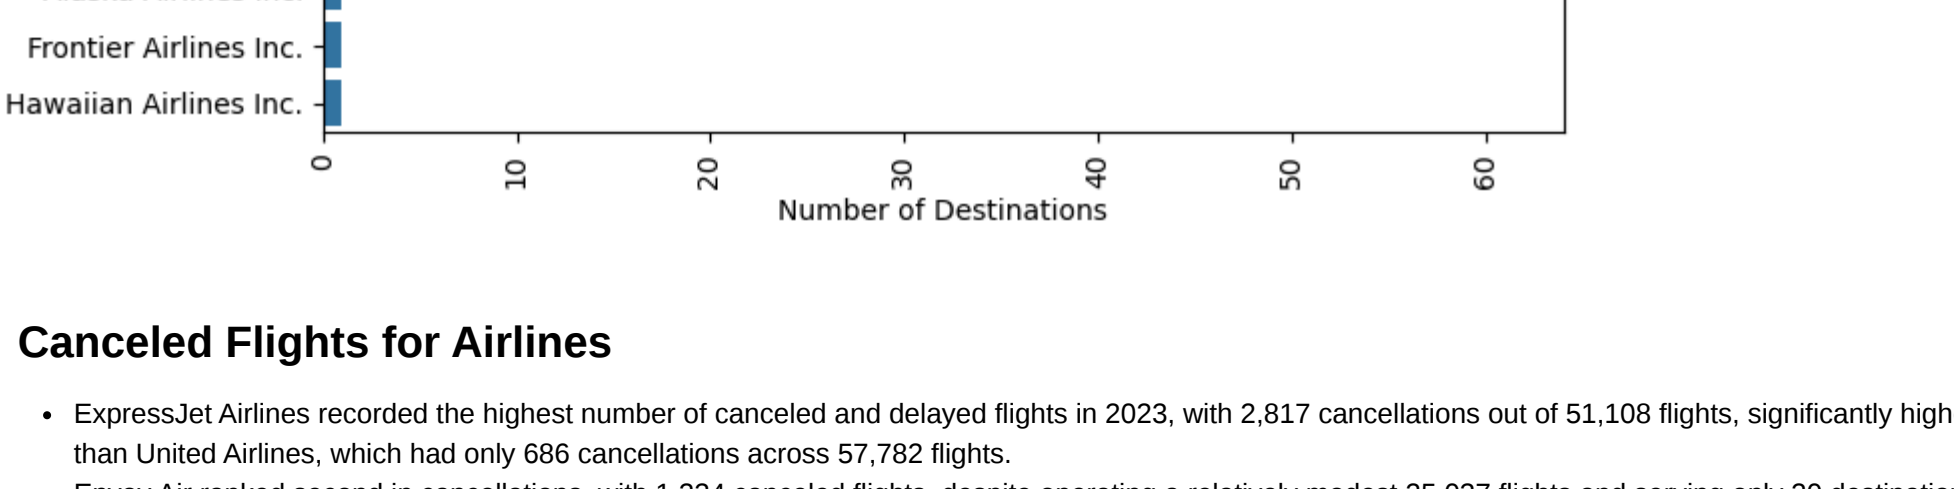 Frontier Airlines Inc.
Hawaiian Airlines Inc.
0 10 20 30 40 50 60
Number of Destinations
Canceled Flights for Airlines
• ExpressJet Airlines recorded the highest number of canceled and delayed flights in 2023, with 2,817 cancellations out of 51,108 flights, significantly high
than United Airlines, which had only 686 cancellations across 57,782 flights.